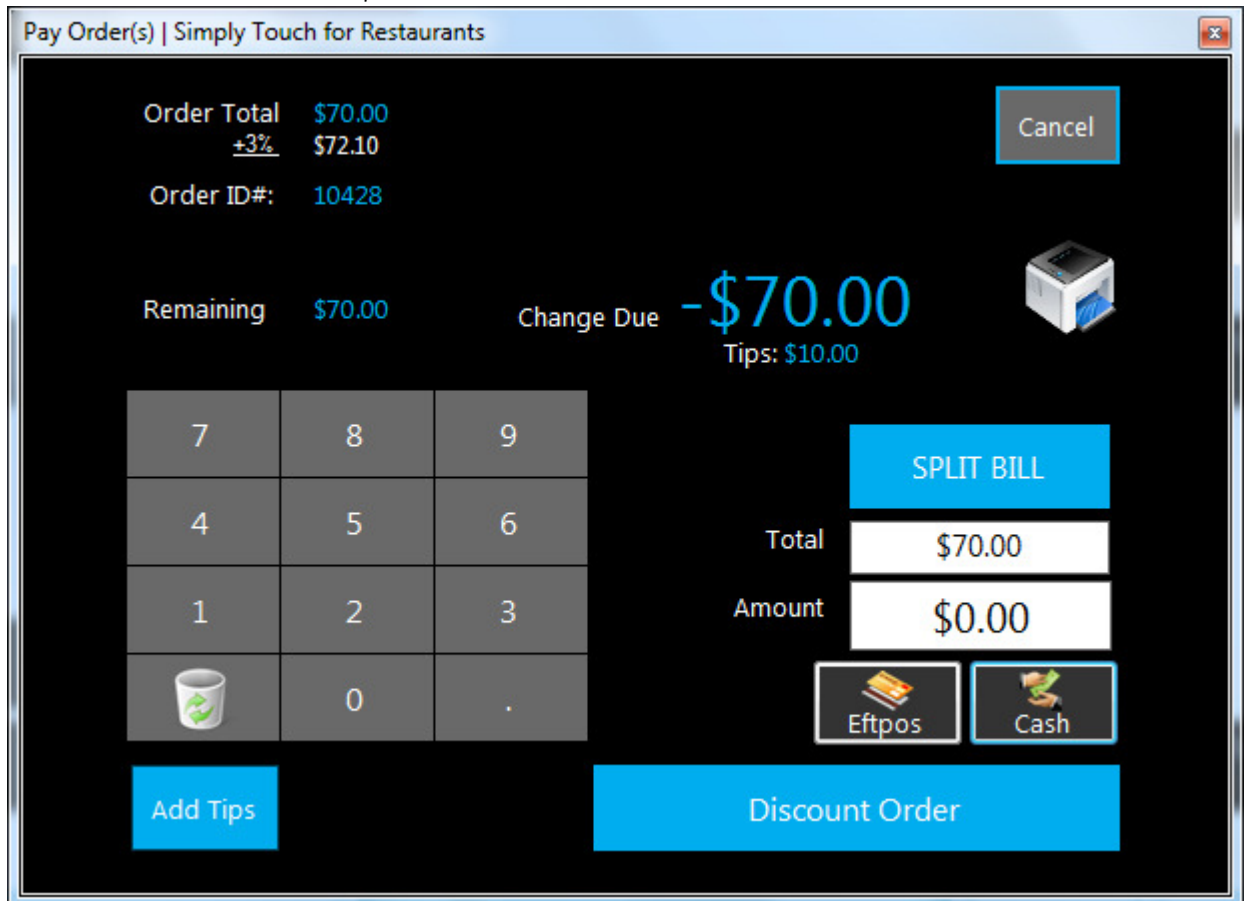 Pay Order(s) | Simply Touch for Restaurants
Order Total $70.00
+3% $72.10
Cancel
Order ID#: 10428
Remaining $70.00
Change Due -$70.00
Tips: $10.00
7 8 9
SPLIT BILL
4 5 6
Total $70.00
1 2 3
Amount $0.00
0 .
Eftpos Cash
Add Tips
Discount Order